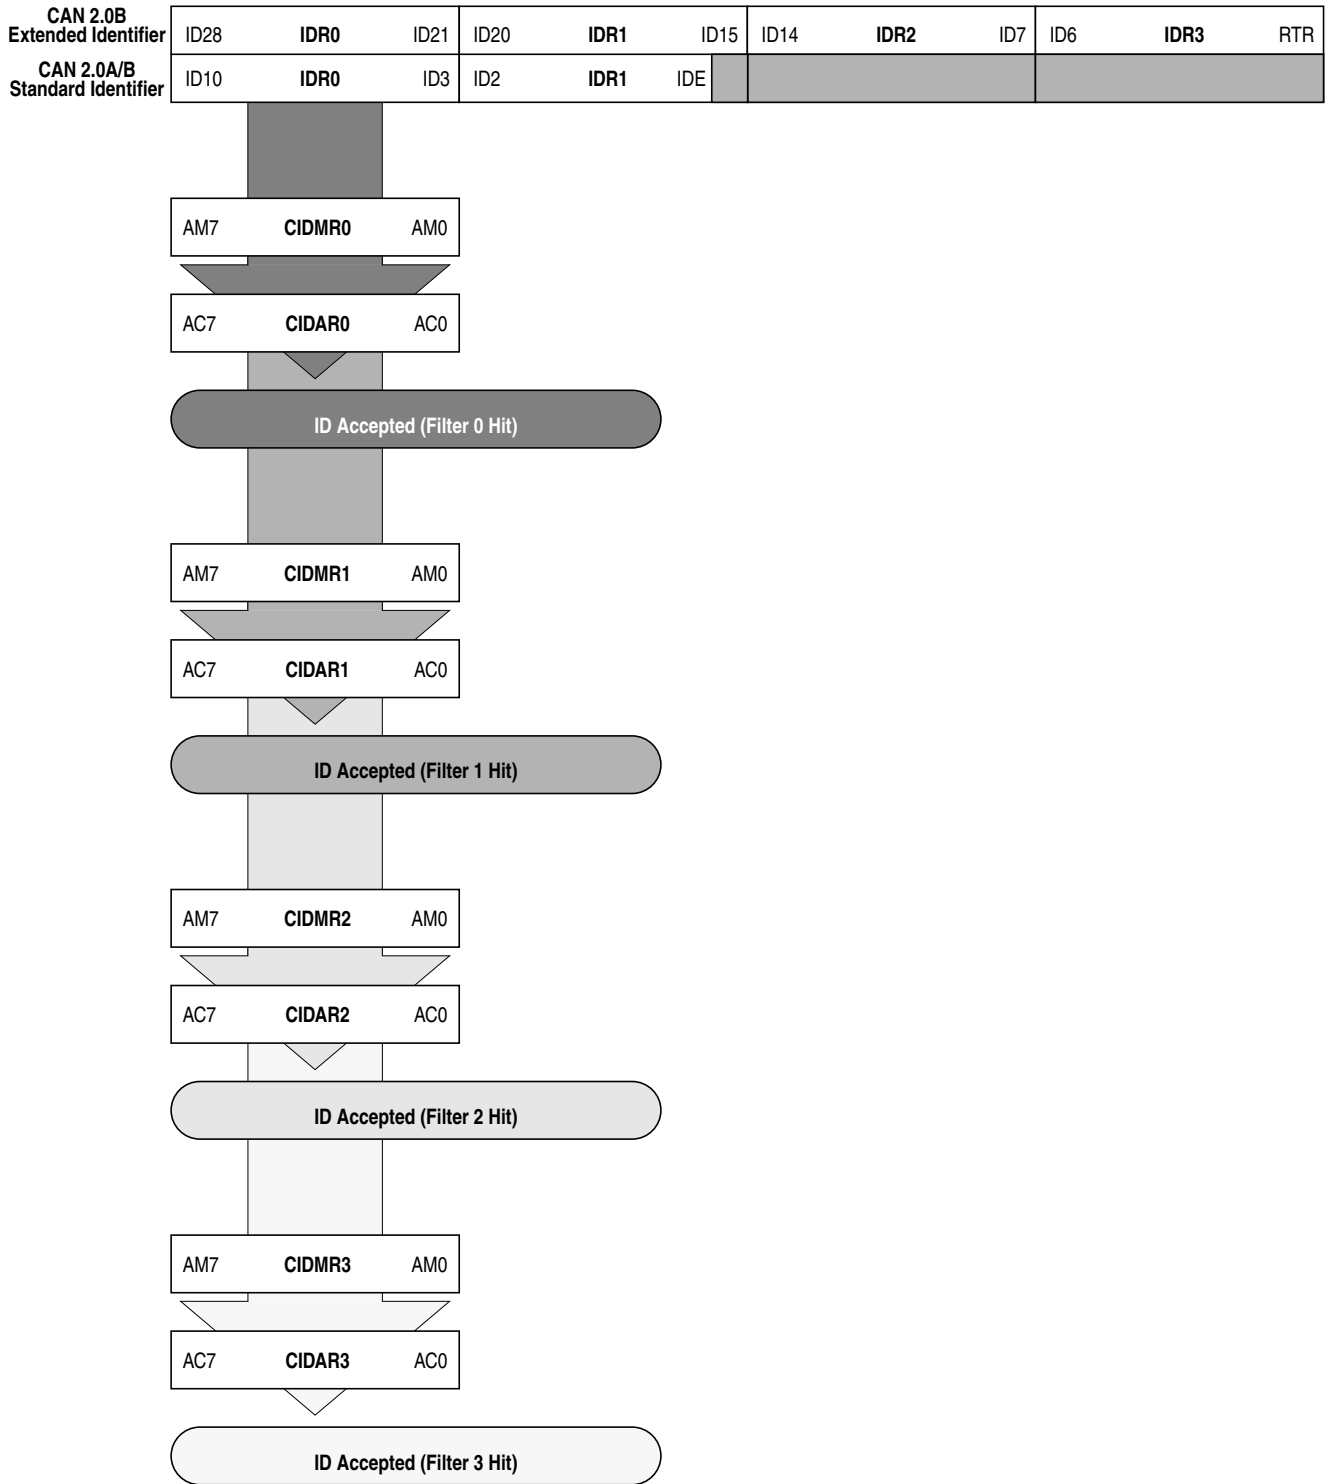 CAN 2.0B
Extended Identifier
ID28 IDR0 ID21 ID20 IDR1 ID15 ID14 IDR2 ID7 ID6 IDR3 RTR
CAN 2.0A/B
Standard Identifier
ID10 IDR0 ID3 ID2 IDR1 IDE
AM7 CIDMR0 AM0
AC7 CIDAR0 AC0
ID Accepted (Filter 0 Hit)
AM7 CIDMR1 AM0
AC7 CIDAR1 AC0
ID Accepted (Filter 1 Hit)
AM7 CIDMR2 AM0
AC7 CIDAR2 AC0
ID Accepted (Filter 2 Hit)
AM7 CIDMR3 AM0
AC7 CIDAR3 AC0
ID Accepted (Filter 3 Hit)